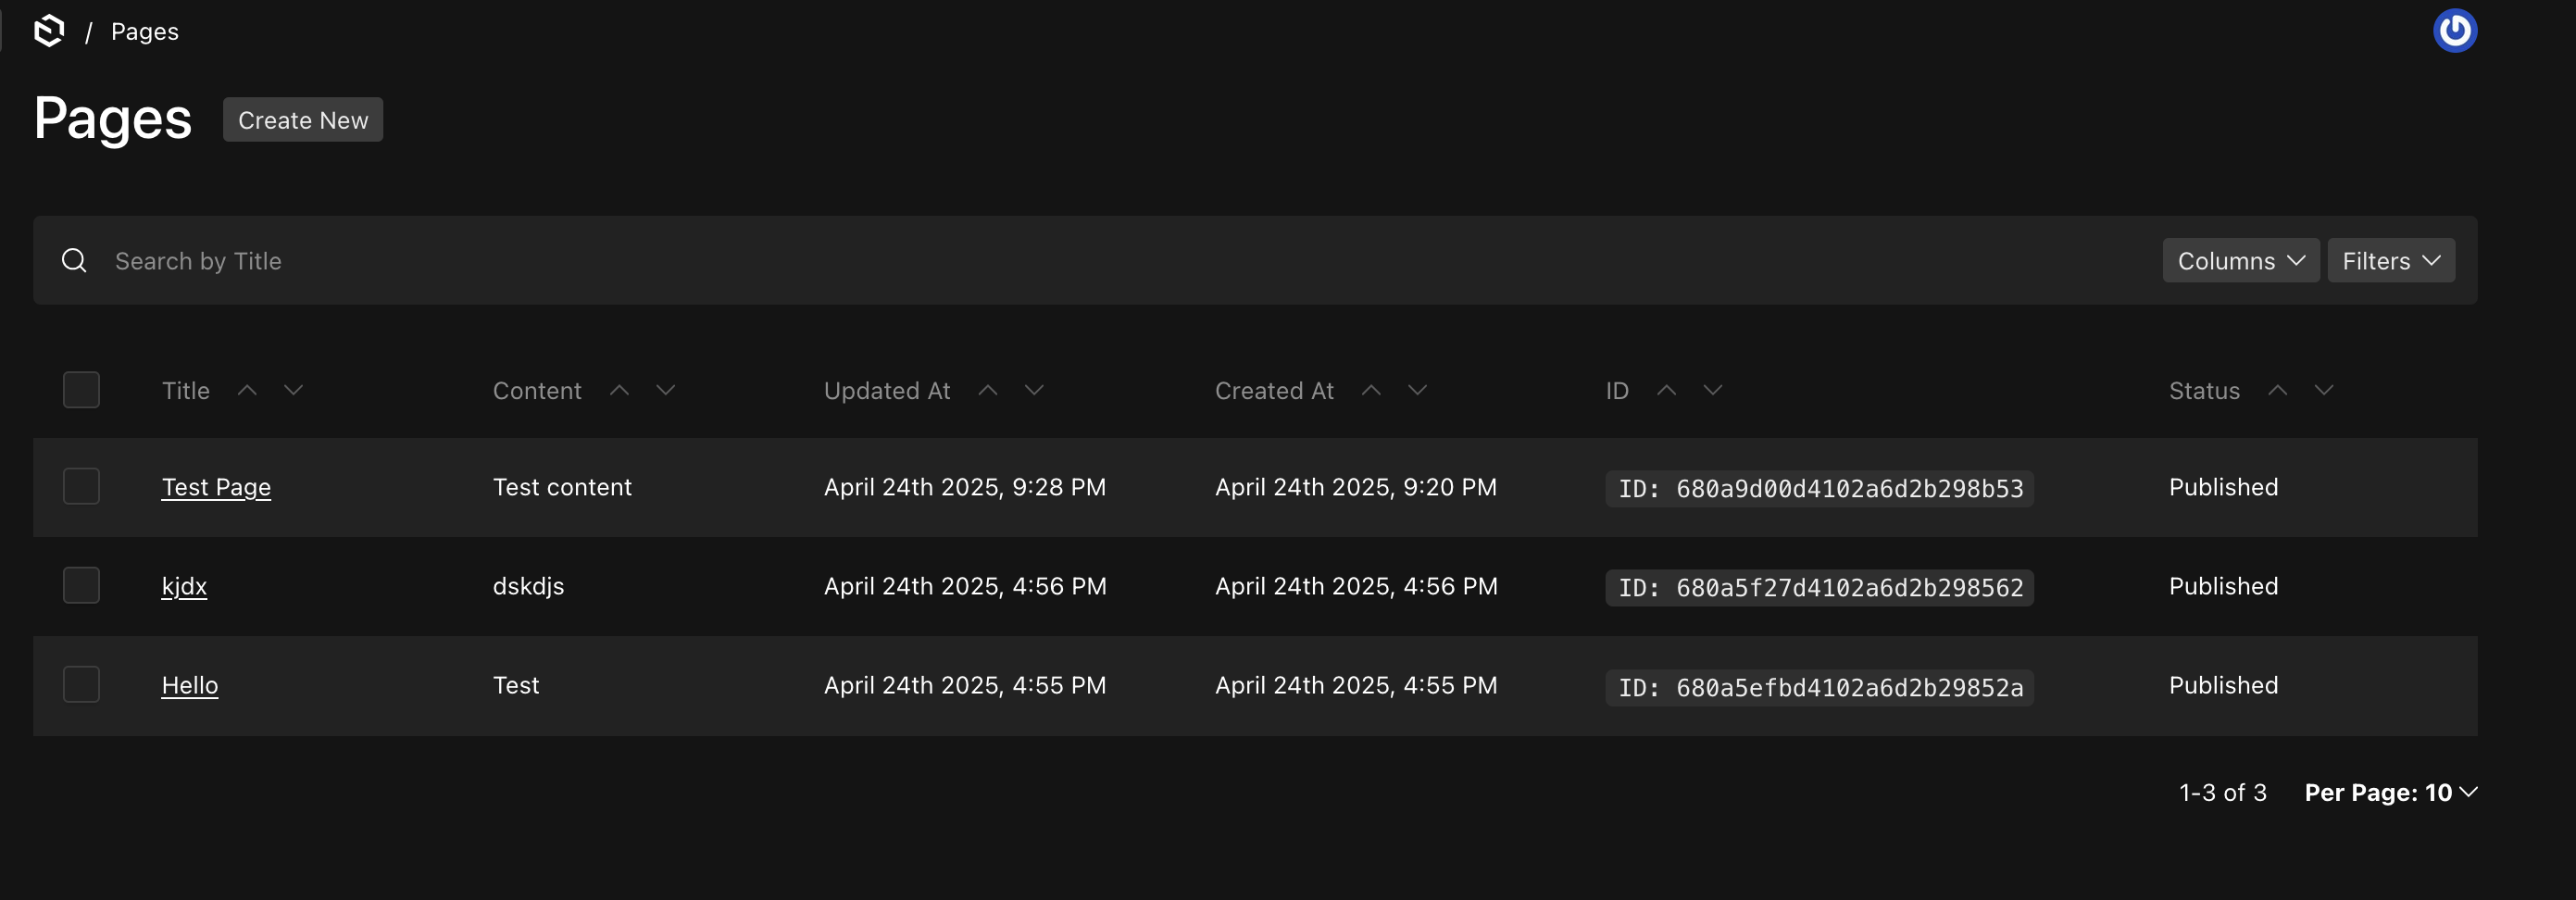 / Pages
Pages Create New
Search by Title Columns Filters
Title Content Updated At Created At ID Status
Test Page Test content April 24th 2025, 9:28 PM April 24th 2025, 9:20 PM ID: 680a9d00d4102a6d2b298b53 Published
kjdx dskdjs April 24th 2025, 4:56 PM April 24th 2025, 4:56 PM ID: 680a5f27d4102a6d2b298562 Published
Hello Test April 24th 2025, 4:55 PM April 24th 2025, 4:55 PM ID: 680a5efbd4102a6d2b29852a Published
1-3 of 3 Per Page: 10